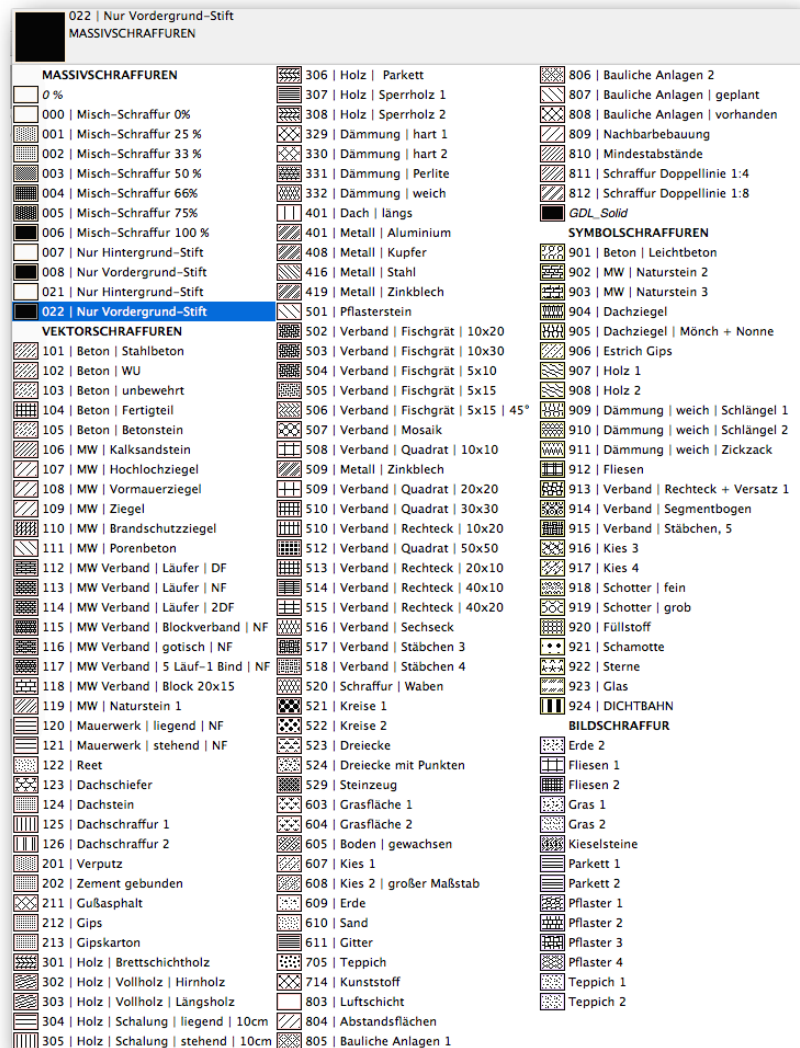 022 | Nur Vordergrund-Stift
MASSIVSCHRAFFUREN
MASSIVSCHRAFFUREN
0 %
000 | Misch-Schraffur 0%
001 | Misch-Schraffur 25 %
002 | Misch-Schraffur 33 %
003 | Misch-Schraffur 50 %
004 | Misch-Schraffur 66%
005 | Misch-Schraffur 75%
006 | Misch-Schraffur 100 %
007 | Nur Hintergrund-Stift
008 | Nur Vordergrund-Stift
021 | Nur Hintergrund-Stift
022 | Nur Vordergrund-Stift
VEKTORSCHRAFFUREN
101 | Beton | Stahlbeton
102 | Beton | WU
103 | Beton | unbewehrt
104 | Beton | Fertigteil
105 | Beton | Betonstein
106 | MW | Kalksandstein
107 | MW | Hochlochziegel
108 | MW | Vormauerziegel
109 | MW | Ziegel
110 | MW | Brandschutzziegel
111 | MW | Porenbeton
112 | MW Verband | Läufer | DF
113 | MW Verband | Läufer | NF
114 | MW Verband | Läufer | 2DF
115 | MW Verband | Blockverband | NF
116 | MW Verband | gotisch | NF
117 | MW Verband | 5 Läuf-1 Bind | NF
118 | MW Verband | Block 20x15
119 | MW | Naturstein 1
120 | Mauerwerk | liegend | NF
121 | Mauerwerk | stehend | NF
122 | Reet
123 | Dachschiefer
124 | Dachstein
125 | Dachschraffur 1
126 | Dachschraffur 2
201 | Verputz
202 | Zement gebunden
211 | Gußasphalt
212 | Gips
213 | Gipskarton
301 | Holz | Brettschichtholz
302 | Holz | Vollholz | Hirnholz
303 | Holz | Vollholz | Längsholz
304 | Holz | Schalung | liegend | 10cm
305 | Holz | Schalung | stehend | 10cm
306 | Holz | Parkett
307 | Holz | Sperrholz 1
308 | Holz | Sperrholz 2
329 | Dämmung | hart 1
330 | Dämmung | hart 2
331 | Dämmung | Perlite
332 | Dämmung | weich
401 | Dach | längs
401 | Metall | Aluminium
408 | Metall | Kupfer
416 | Metall | Stahl
419 | Metall | Zinkblech
501 | Pflasterstein
502 | Verband | Fischgrät | 10x20
503 | Verband | Fischgrät | 10x30
504 | Verband | Fischgrät | 5x10
505 | Verband | Fischgrät | 5x15
506 | Verband | Fischgrät | 5x15 | 45°
507 | Verband | Mosaik
508 | Verband | Quadrat | 10x10
509 | Metall | Zinkblech
509 | Verband | Quadrat | 20x20
510 | Verband | Quadrat | 30x30
510 | Verband | Rechteck | 10x20
512 | Verband | Quadrat | 50x50
513 | Verband | Rechteck | 20x10
514 | Verband | Rechteck | 40x10
515 | Verband | Rechteck | 40x20
516 | Verband | Sechseck
517 | Verband | Stäbchen 3
518 | Verband | Stäbchen 4
520 | Schraffur | Waben
521 | Kreise 1
522 | Kreise 2
523 | Dreiecke
524 | Dreiecke mit Punkten
529 | Steinzeug
603 | Grasfläche 1
604 | Grasfläche 2
605 | Boden | gewachsen
607 | Kies 1
608 | Kies 2 | großer Maßstab
609 | Erde
610 | Sand
611 | Gitter
705 | Teppich
714 | Kunststoff
803 | Luftschicht
804 | Abstandsflächen
805 | Bauliche Anlagen 1
806 | Bauliche Anlagen 2
807 | Bauliche Anlagen | geplant
808 | Bauliche Anlagen | vorhanden
809 | Nachbarbebauung
810 | Mindestabstände
811 | Schraffur Doppellinie 1:4
812 | Schraffur Doppellinie 1:8
GDL_Solid
SYMBOLSCHRAFFUREN
901 | Beton | Leichtbeton
902 | MW | Naturstein 2
903 | MW | Naturstein 3
904 | Dachziegel
905 | Dachziegel | Mönch + Nonne
906 | Estrich Gips
907 | Holz 1
908 | Holz 2
909 | Dämmung | weich | Schlängel 1
910 | Dämmung | weich | Schlängel 2
911 | Dämmung | weich | Zickzack
912 | Fliesen
913 | Verband | Rechteck + Versatz 1
914 | Verband | Segmentbogen
915 | Verband | Stäbchen, 5
916 | Kies 3
917 | Kies 4
918 | Schotter | fein
919 | Schotter | grob
920 | Füllstoff
921 | Schamotte
922 | Sterne
923 | Glas
924 | DICHTBAHN
BILDSCHRAFFUR
Erde 2
Fliesen 1
Fliesen 2
Gras 1
Gras 2
Kieselsteine
Parkett 1
Parkett 2
Pflaster 1
Pflaster 2
Pflaster 3
Pflaster 4
Teppich 1
Teppich 2